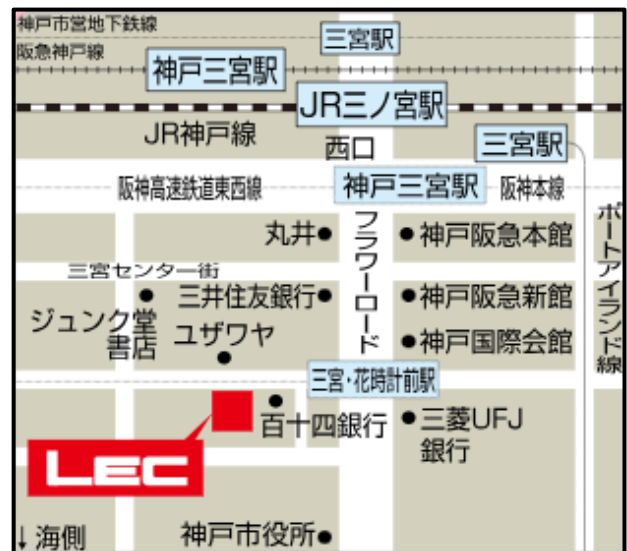 神戸市営地下鉄線
三宮駅
阪急神戸線
神戸三宮駅
JR三ノ宮駅
JR神戸線
西口
三宮駅
阪神高速鉄道東西線
神戸三宮駅
阪神本線
丸井
フラワーロード
神戸阪急本館
ポートアイランド線
三宮センター街
三井住友銀行
神戸阪急新館
ジュンク堂
書店
ユザワヤ
神戸国際会館
三宮・花時計前駅
百十四銀行
三菱UFJ
銀行
LEC
↓海側
神戸市役所